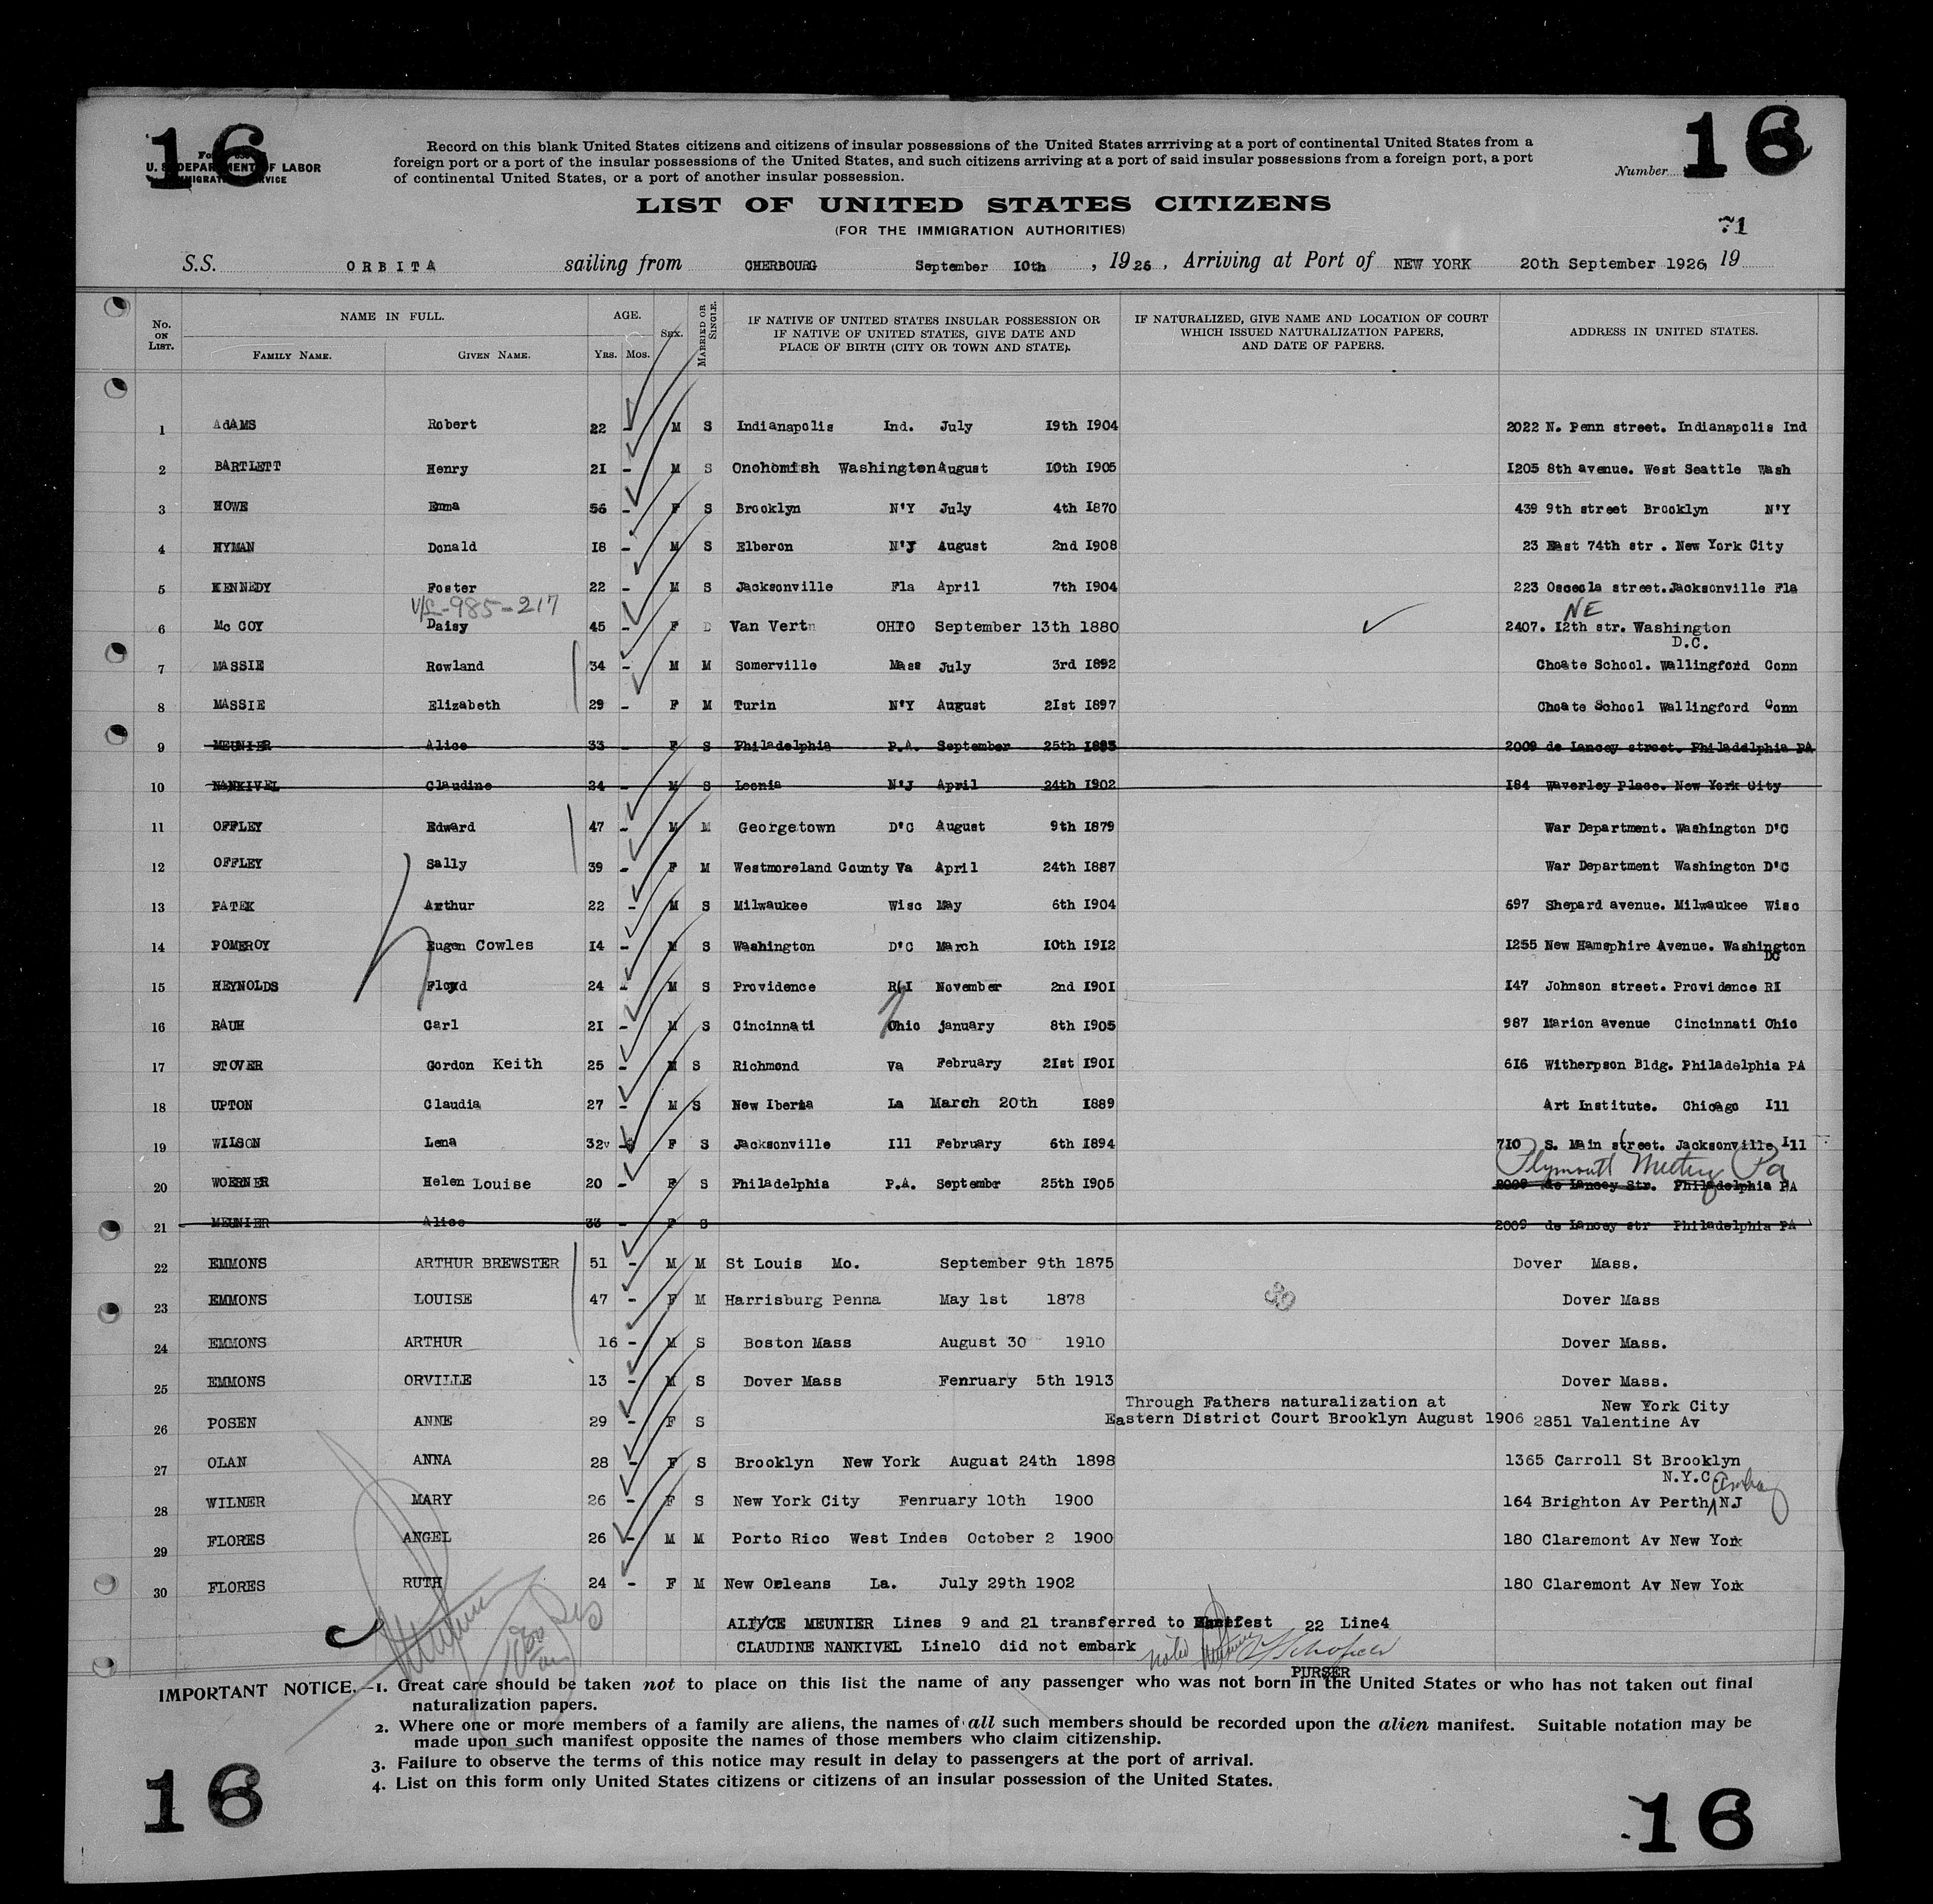 16
16
Form 630
U. S. DEPARTMENT OF LABOR
IMMIGRATION SERVICE
Record on this blank United States citizens and citizens of insular possessions of the United States arrriving at a port of continental United States from a
foreign port or a port of the insular possessions of the United States, and such citizens arriving at a port of said insular possessions from a foreign port, a port
of continental United States, or a port of another insular possession.
Number
LIST OF UNITED STATES CITIZENS
(FOR THE IMMIGRATION AUTHORITIES)
71
S.S. ORBITA sailing from CHERBOURG September 10th , 1926 , Arriving at Port of NEW YORK 20th September 1926, 19
No. ON LIST.
NAME IN FULL.
FAMILY NAME. GIVEN NAME.
AGE.
YRS. MOS.
SEX.
MARRIED OR SINGLE.
IF NATIVE OF UNITED STATES INSULAR POSSESSION OR
IF NATIVE OF UNITED STATES, GIVE DATE AND
PLACE OF BIRTH (CITY OR TOWN AND STATE).
IF NATURALIZED, GIVE NAME AND LOCATION OF COURT
WHICH ISSUED NATURALIZATION PAPERS,
AND DATE OF PAPERS.
ADDRESS IN UNITED STATES.
1 AdAMS Robert 22 - M S Indianapolis Ind. July 19th 1904 2022 N. Penn street. Indianapolis Ind
2 BARTLETT Henry 21 - M S Onohomish Washington August 10th 1905 1205 8th avenue. West Seattle Wash
3 HOWE Emma 56 - F S Brooklyn N'Y July 4th 1870 439 9th street Brooklyn N'Y
4 HYMAN Donald 18 - M S Elberon N'J August 2nd 1908 23 East 74th str . New York City
5 KENNEDY Foster 22 - M S Jacksonville Fla April 7th 1904 223 Osceola street. Jacksonville Fla
V/L-985-217
NE
6 Mc COY Daisy 45 - F D Van Vertn OHIO September 13th 1880 2407. 12th str. Washington
D.C.
7 MASSIE Rowland 34 - M M Somerville Mass July 3rd 1892 Choate School. Wallingford Conn
8 MASSIE Elizabeth 29 - F M Turin N'Y August 21st 1897 Choate School Wallingford Conn
9 MEUNIER Alice 33 - F S Philadelphia P.A. September 25th 1893 2009 de Lancey street. Philadelphia PA
10 NANKIVEL Claudine 24 - M S Leonia N'J April 24th 1902 184 Waverley Place. New York City
11 OFFLEY Edward 47 - M M Georgetown D'C August 9th 1879 War Department. Washington D'C
12 OFFLEY Sally 39 - F M Westmoreland County Va April 24th 1887 War Department Washington D'C
13 PATEK Arthur 22 - M S Milwaukee Wisc May 6th 1904 697 Shepard avenue. Milwaukee Wisc
14 POMEROY Eugen Cowles 14 - M S Washington D'C March 10th 1912 1255 New Hamsphire Avenue. Washington
DC
15 REYNOLDS Floyd 24 - M S Providence R I November 2nd 1901 147 Johnson street. Providence RI
16 RAUH Carl 21 - M S Cincinnati Ohio january 8th 1905 987 Marion avenue Cincinnati Ohio
17 STOVER Gordon Keith 25 - M S Richmond Va February 21st 1901 616 Witherpson Bldg. Philadelphia PA
18 UPTON Claudia 27 - M S New Iberia La March 20th 1889 Art Institute. Chicago Ill
19 WILSON Lena 32 F S Jacksonville Ill February 6th 1894 710 S. Main street. Jacksonville Ill
Plymouth Meeting Pa
20 WOERNER Helen Louise 20 - F S Philadelphia P.A. Septembr 25th 1905 2009 de Lancey Str. Philadelphia PA
21 MEUNIER Alice 33 - F S 2009 de Lancey str Philadelphia PA
22 EMMONS ARTHUR BREWSTER 51 - M M St Louis Mo. September 9th 1875 Dover Mass.
23 EMMONS LOUISE 47 - F M Harrisburg Penna May 1st 1878 Dover Mass
24 EMMONS ARTHUR 16 - M S Boston Mass August 30 1910 Dover Mass.
25 EMMONS ORVILLE 13 - M S Dover Mass Fenruary 5th 1913 Dover Mass.
Through Fathers naturalization at New York City
26 POSEN ANNE 29 - F S Eastern District Court Brooklyn August 1906 2851 Valentine Av
27 OLAN ANNA 28 - F S Brooklyn New York August 24th 1898 1365 Carroll St Brooklyn
N.Y.C. Amboy
28 WILNER MARY 26 - F S New York City Fenruary 10th 1900 164 Brighton Av Perth NJ
29 FLORES ANGEL 26 - M M Porto Rico West Indes October 2 1900 180 Claremont Av New York
30 FLORES RUTH 24 - F M New Orleans La. July 29th 1902 180 Claremont Av New York
ALIYCE MEUNIER Lines 9 and 21 transferred to Manifest 22 Line4
CLAUDINE NANKIVEL Line10 did not embark
noted
PURSER
IMPORTANT NOTICE.—1. Great care should be taken not to place on this list the name of any passenger who was not born in the United States or who has not taken out final
naturalization papers.
2. Where one or more members of a family are aliens, the names of all such members should be recorded upon the alien manifest. Suitable notation may be
made upon such manifest opposite the names of those members who claim citizenship.
3. Failure to observe the terms of this notice may result in delay to passengers at the port of arrival.
4. List on this form only United States citizens or citizens of an insular possession of the United States.
16
16